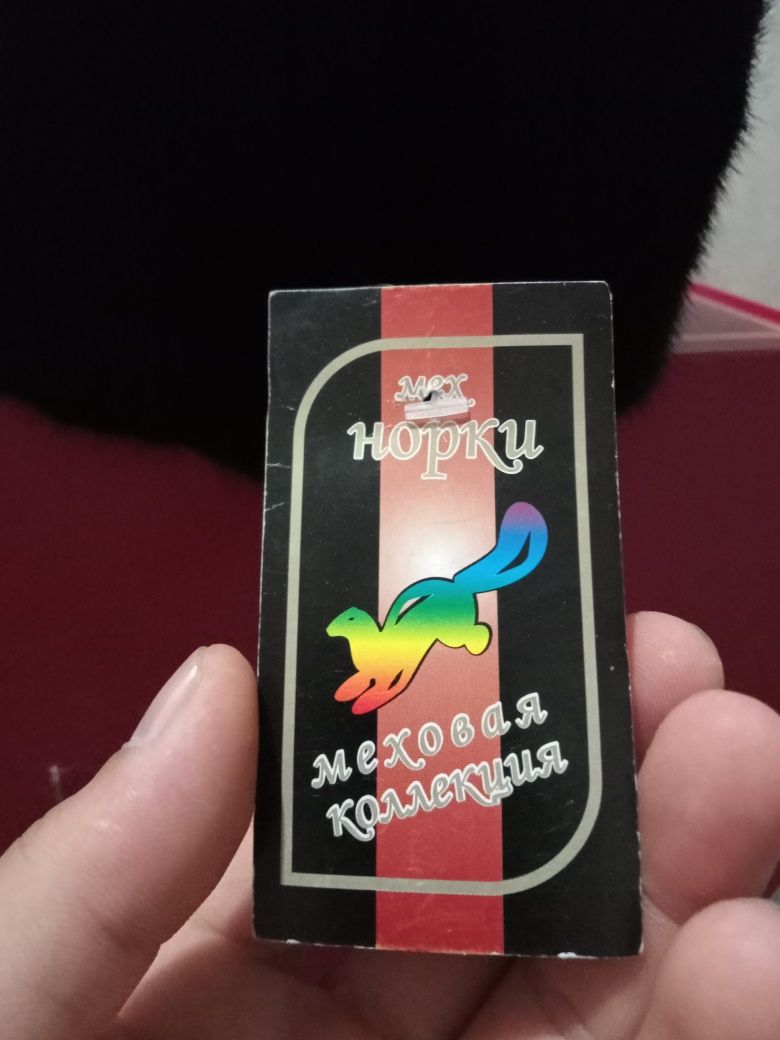 мех
норки
меховая
коллекция